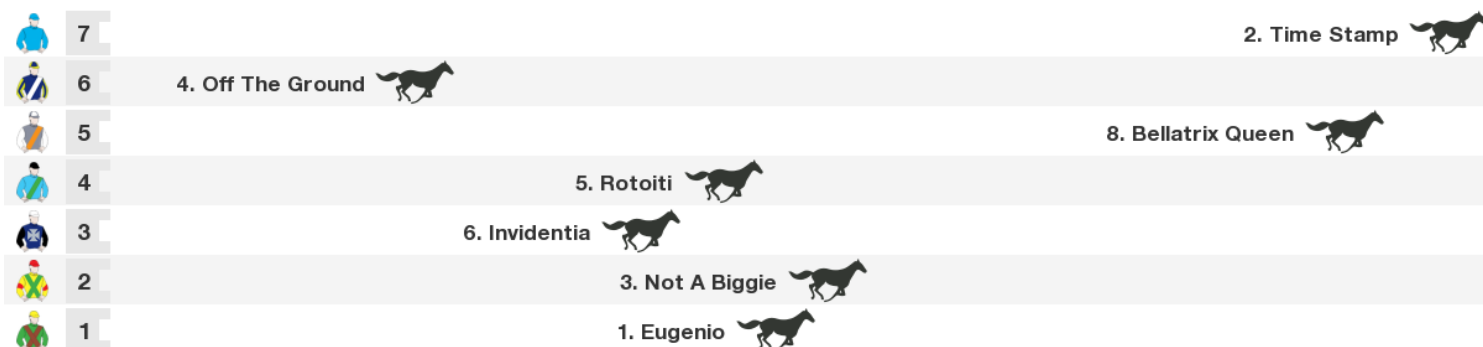 7 2. Time Stamp
6 4. Off The Ground
5 8. Bellatrix Queen
4 5. Rotoiti
3 6. Invidentia
2 3. Not A Biggie
1 1. Eugenio